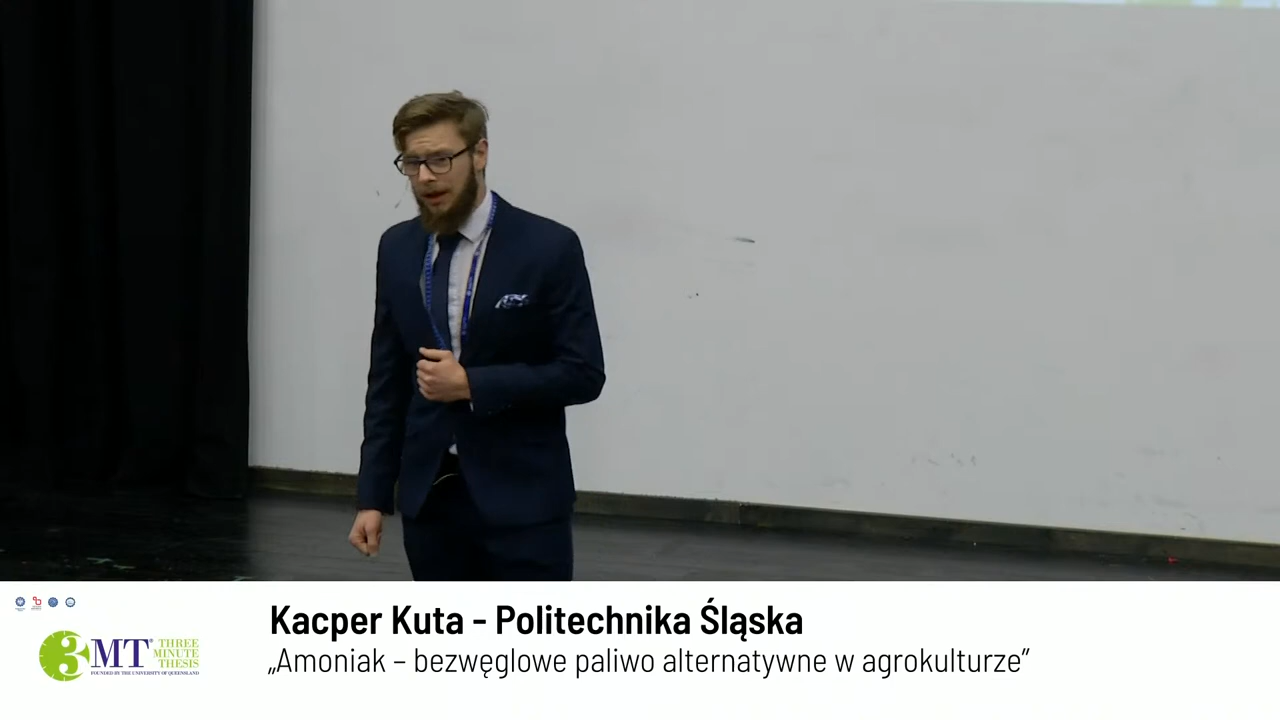 Kacper Kuta - Politechnika Śląska
„Amoniak – bezwęglowe paliwo alternatywne w agrokulturze”
3MT® THREE
MINUTE
THESIS
FOUNDED BY THE UNIVERSITY OF QUEENSLAND